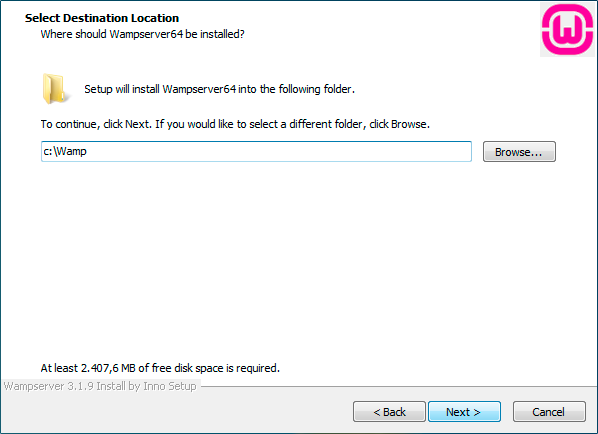 Select Destination Location
Where should Wampserver64 be installed?
Setup will install Wampserver64 into the following folder.
To continue, click Next. If you would like to select a different folder, click Browse.
c:\Wamp
Browse...
At least 2.407,6 MB of free disk space is required.
Wampserver 3.1.9 Install by Inno Setup
< Back
Next >
Cancel